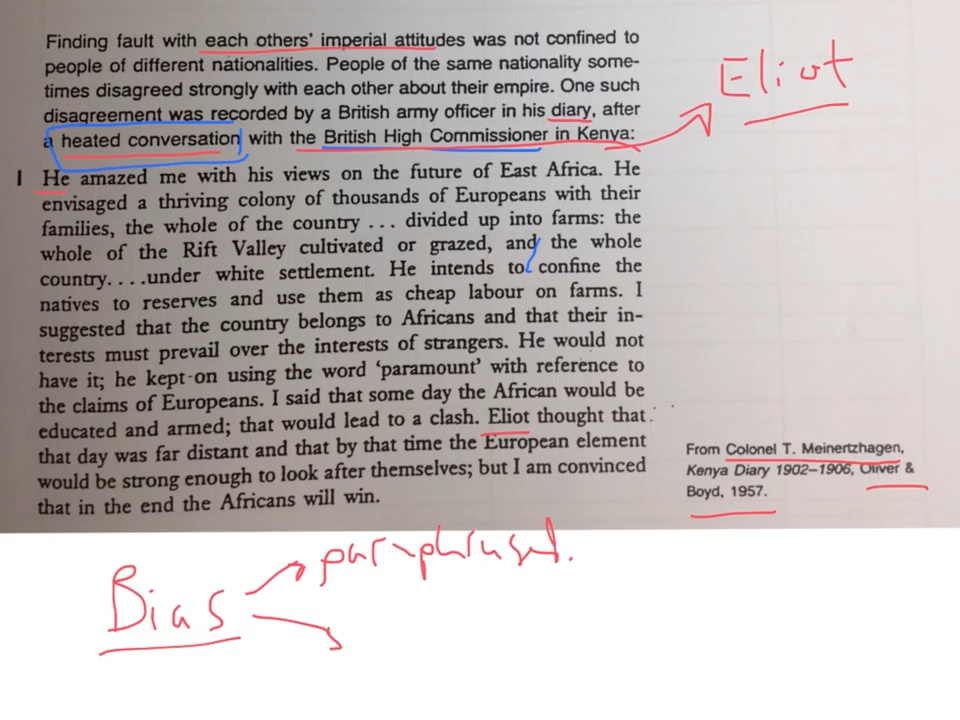 Finding fault with each others' imperial attitudes was not confined to
people of different nationalities. People of the same nationality some-
times disagreed strongly with each other about their empire. One such
disagreement was recorded by a British army officer in his diary, after
a heated conversation with the British High Commissioner in Kenya:
Eliot
1 He amazed me with his views on the future of East Africa. He
envisaged a thriving colony of thousands of Europeans with their
families, the whole of the country ... divided up into farms: the
whole of the Rift Valley cultivated or grazed, and the whole
country....under white settlement. He intends to confine the
natives to reserves and use them as cheap labour on farms. I
suggested that the country belongs to Africans and that their in-
terests must prevail over the interests of strangers. He would not
have it; he kept-on using the word 'paramount' with reference to
the claims of Europeans. I said that some day the African would be
educated and armed; that would lead to a clash. Eliot thought that
that day was far distant and that by that time the European element
would be strong enough to look after themselves; but I am convinced
that in the end the Africans will win.
From Colonel T. Meinertzhagen,
Kenya Diary 1902–1906, Oliver &
Boyd, 1957.
Bias
paraphrased.